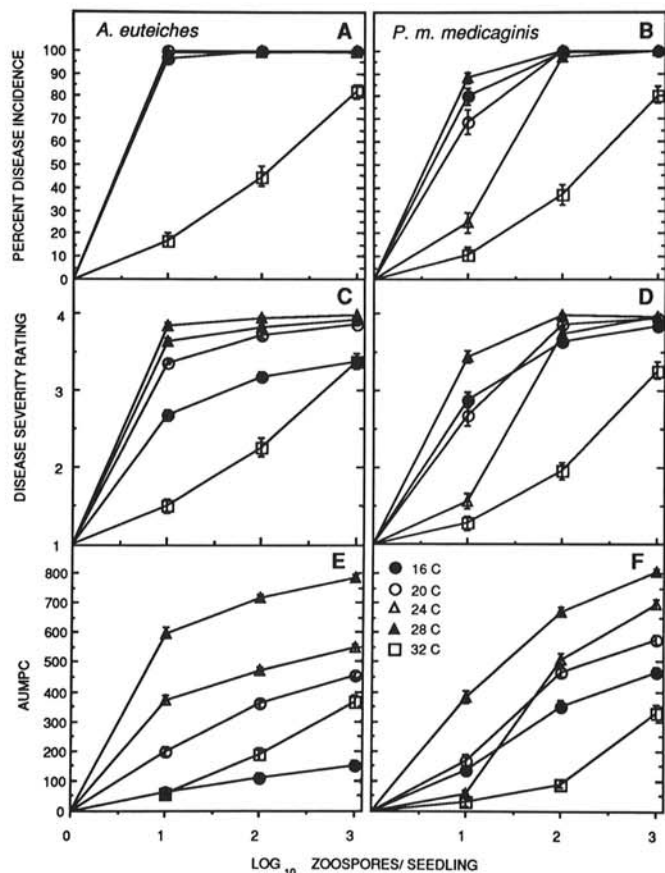 A. euteiches A
P. m. medicaginis B
PERCENT DISEASE INCIDENCE
100
90
80
70
60
50
40
30
20
10
0
C
D
DISEASE SEVERITY RATING
4
3
2
1
E
F
AUMPC
800
700
600
500
400
300
200
100
0
16 C
20 C
24 C
28 C
32 C
0 1 2 3 1 2 3
LOG10 ZOOSPORES/ SEEDLING